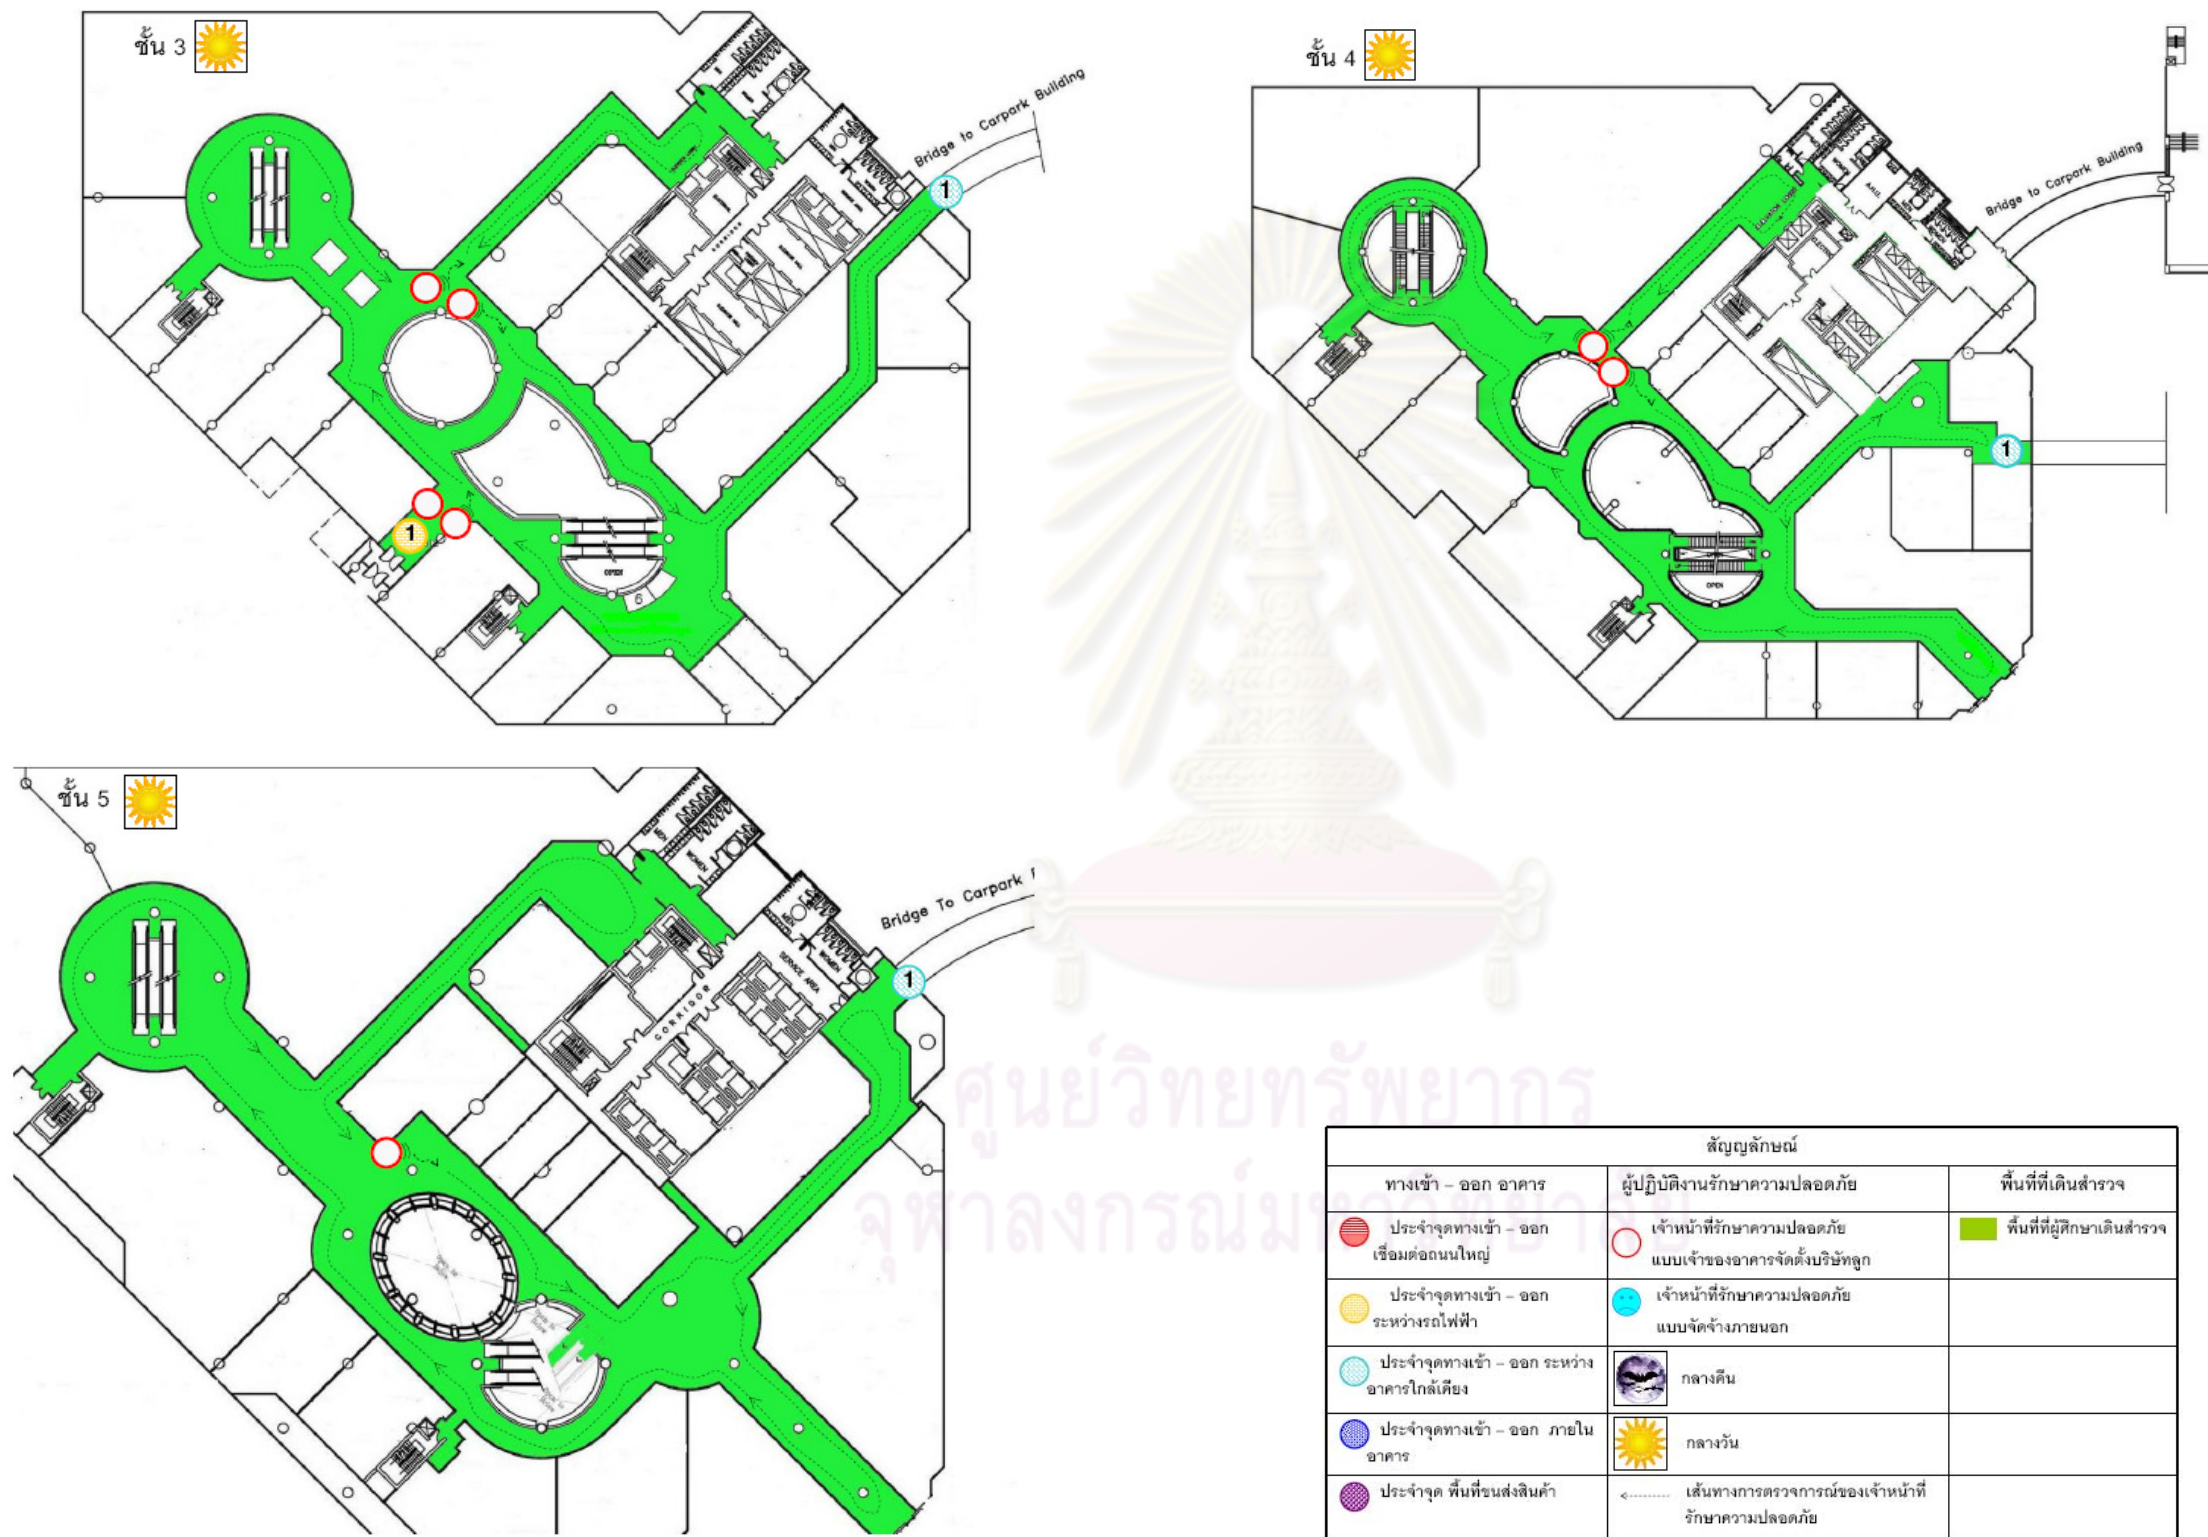 ชั้น 3
Bridge to Carpark Building
1
1
OPEN
6
ชั้น 4
Bridge to Carpark Building
1
OPEN
ชั้น 5
MEN
WOMEN
MEN
WOMEN
SERVICE AREA
CORRIDOR
Bridge To Carpark
1
ศูนย์วิทยทรัพยากร
จุฬาลงกรณ์มหาวิทยาลัย
สัญญลักษณ์
ทางเข้า – ออก อาคาร
ผู้ปฏิบัติงานรักษาความปลอดภัย
พื้นที่ที่เดินสำรวจ
ประจำจุดทางเข้า – ออก
เชื่อมต่อถนนใหญ่
เจ้าหน้าที่รักษาความปลอดภัย
แบบเจ้าของอาคารจัดตั้งบริษัทลูก
พื้นที่ที่ผู้ศึกษาเดินสำรวจ
ประจำจุดทางเข้า – ออก
ระหว่างรถไฟฟ้า
เจ้าหน้าที่รักษาความปลอดภัย
แบบจัดจ้างภายนอก
ประจำจุดทางเข้า – ออก ระหว่าง
อาคารใกล้เคียง
กลางคืน
ประจำจุดทางเข้า – ออก ภายใน
อาคาร
กลางวัน
ประจำจุด พื้นที่ขนส่งสินค้า
เส้นทางการตรวจการณ์ของเจ้าหน้าที่
รักษาความปลอดภัย